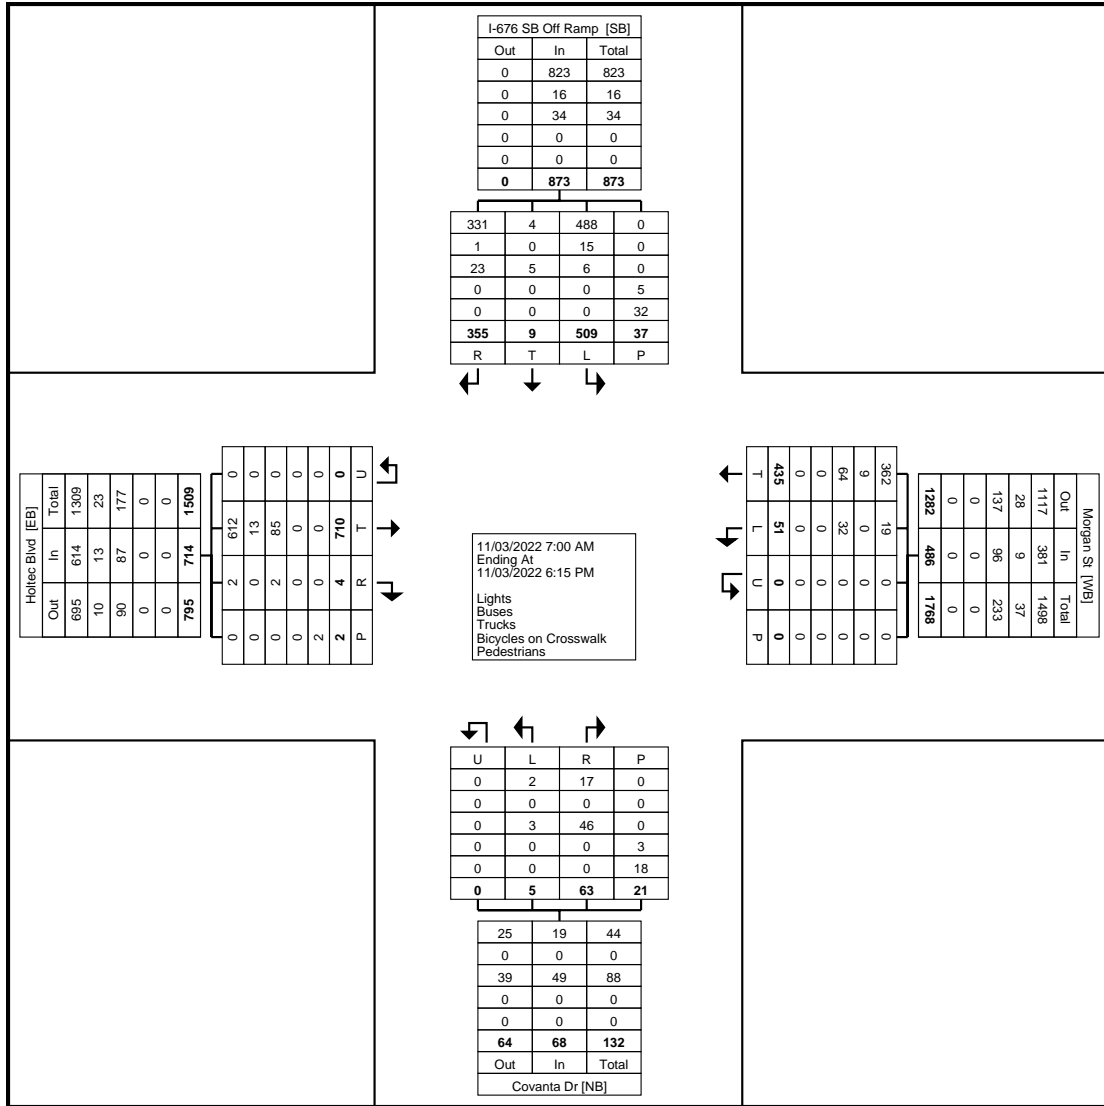 I-676 SB Off Ramp [SB]
Out In Total
0 823 823
0 16 16
0 34 34
0 0 0
0 0 0
0 873 873
331 4 488 0
1 0 15 0
23 5 6 0
0 0 0 5
0 0 0 32
355 9 509 37
R T L P
Holtec Blvd [EB]
Total In Out
1309 614 695
23 13 10
177 87 90
0 0 0
0 0 0
1509 714 795
0 612 2 0
0 13 0 0
0 85 2 0
0 0 0 0
0 0 0 2
0 710 4 2
U T R P
11/03/2022 7:00 AM
Ending At
11/03/2022 6:15 PM
Lights
Buses
Trucks
Bicycles on Crosswalk
Pedestrians
Morgan St [WB]
Out In Total
1117 381 1498
28 9 37
137 96 233
0 0 0
0 0 0
1282 486 1768
362 19 0 0
9 0 0 0
64 32 0 0
0 0 0 0
0 0 0 0
435 51 0 0
T L U P
U L R P
0 2 17 0
0 0 0 0
0 3 46 0
0 0 0 3
0 0 0 18
0 5 63 21
25 19 44
0 0 0
39 49 88
0 0 0
0 0 0
64 68 132
Out In Total
Covanta Dr [NB]